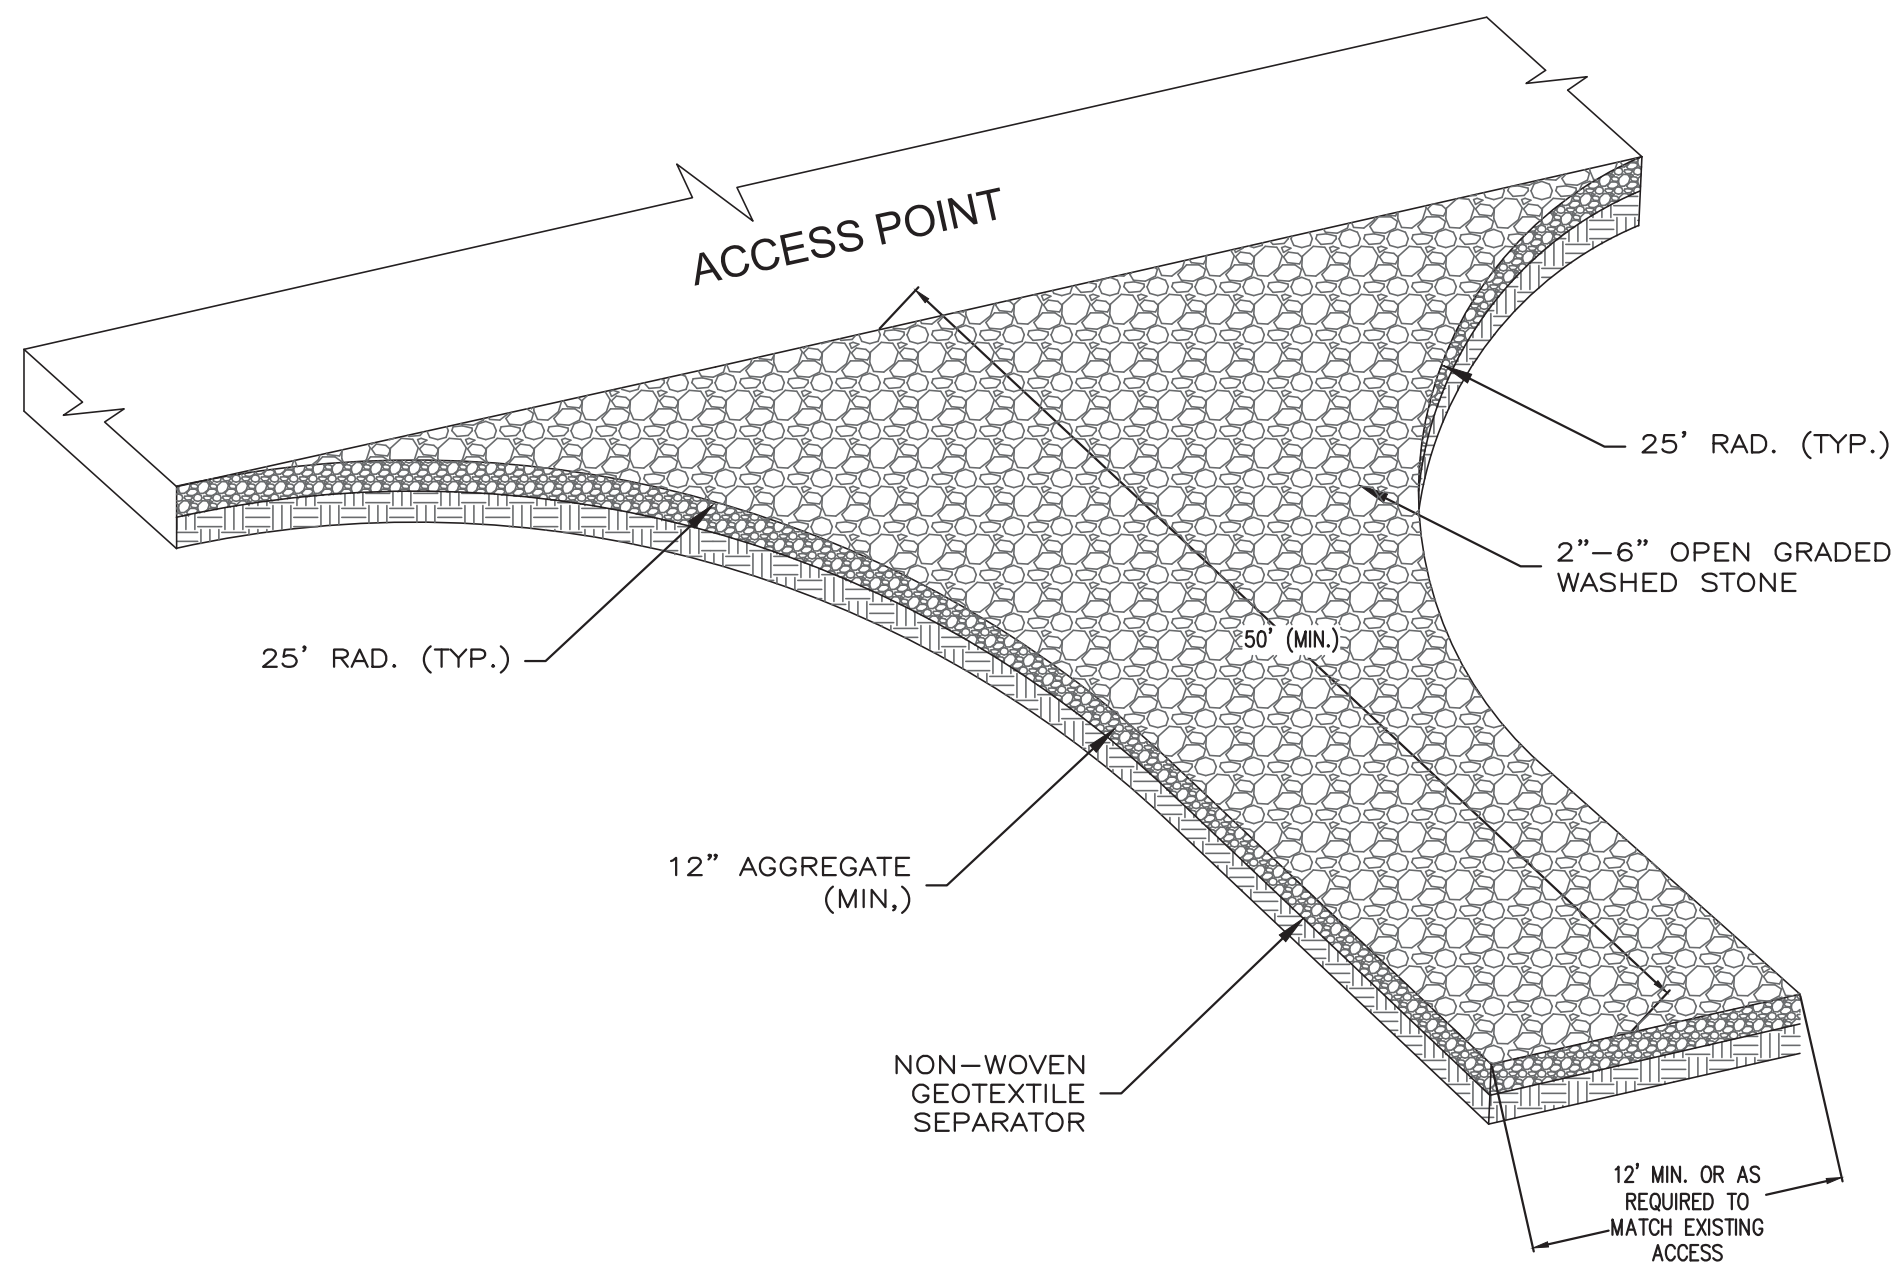 ACCESS POINT
25’ RAD. (TYP.)
2”–6” OPEN GRADED
WASHED STONE
50’ (MIN.)
25’ RAD. (TYP.)
12” AGGREGATE
(MIN,)
NON–WOVEN
GEOTEXTILE
SEPARATOR
12’ MIN. OR AS
REQUIRED TO
MATCH EXISTING
ACCESS